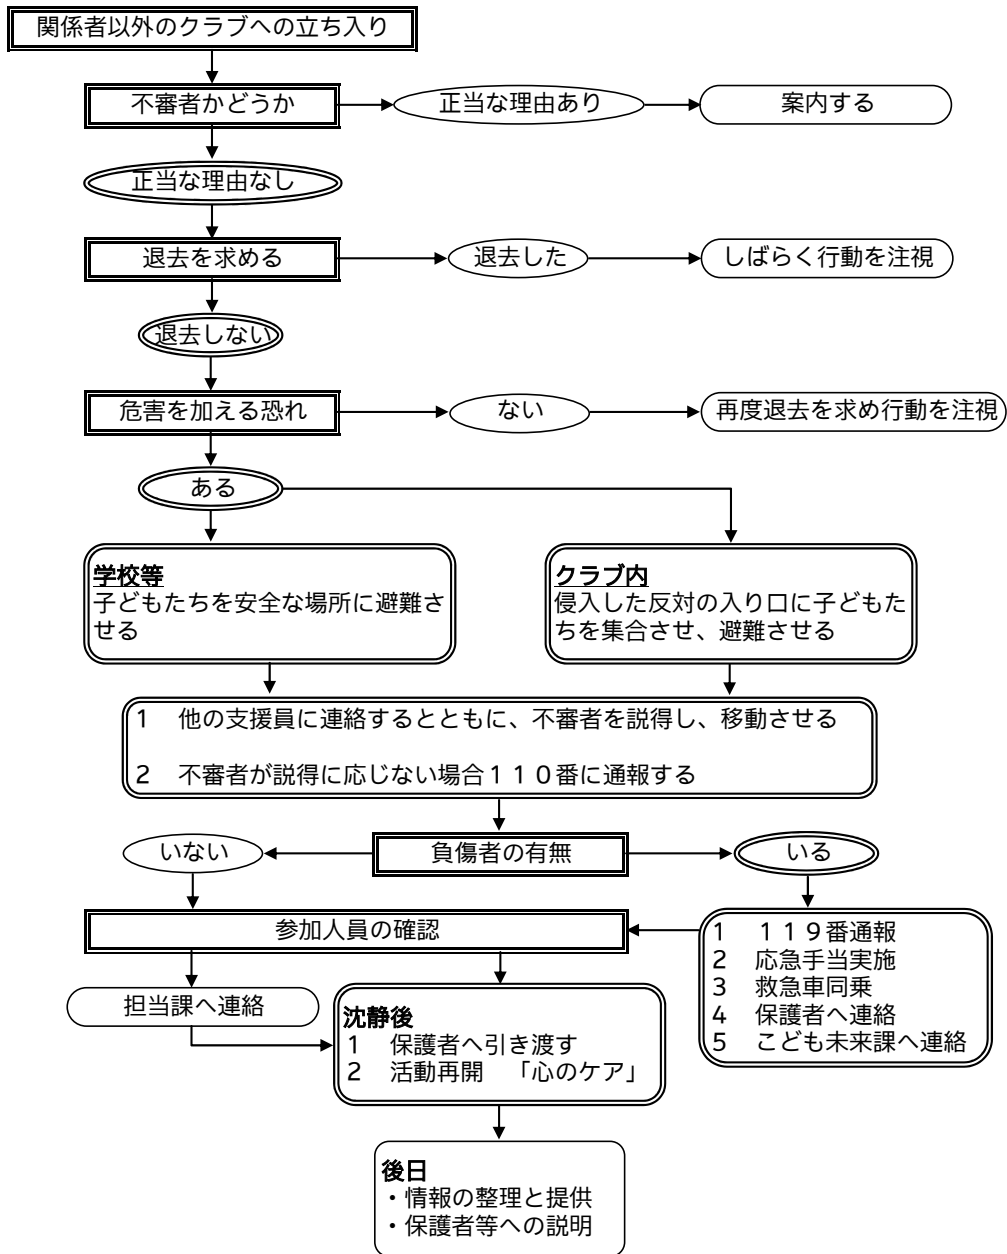 関係者以外のクラブへの立ち入り
不審者かどうか
正当な理由あり
案内する
正当な理由なし
退去を求める
退去した
しばらく行動を注視
退去しない
危害を加える恐れ
ない
再度退去を求め行動を注視
ある
学校等
子どもたちを安全な場所に避難さ
せる
クラブ内
侵入した反対の入り口に子どもた
ちを集合させ、避難させる
1　他の支援員に連絡するとともに、不審者を説得し、移動させる
2　不審者が説得に応じない場合１１０番に通報する
いない
負傷者の有無
いる
参加人員の確認
1　１１９番通報
2　応急手当実施
3　救急車同乗
4　保護者へ連絡
5　こども未来課へ連絡
担当課へ連絡
沈静後
1　保護者へ引き渡す
2　活動再開　「心のケア」
後日
・情報の整理と提供
・保護者等への説明